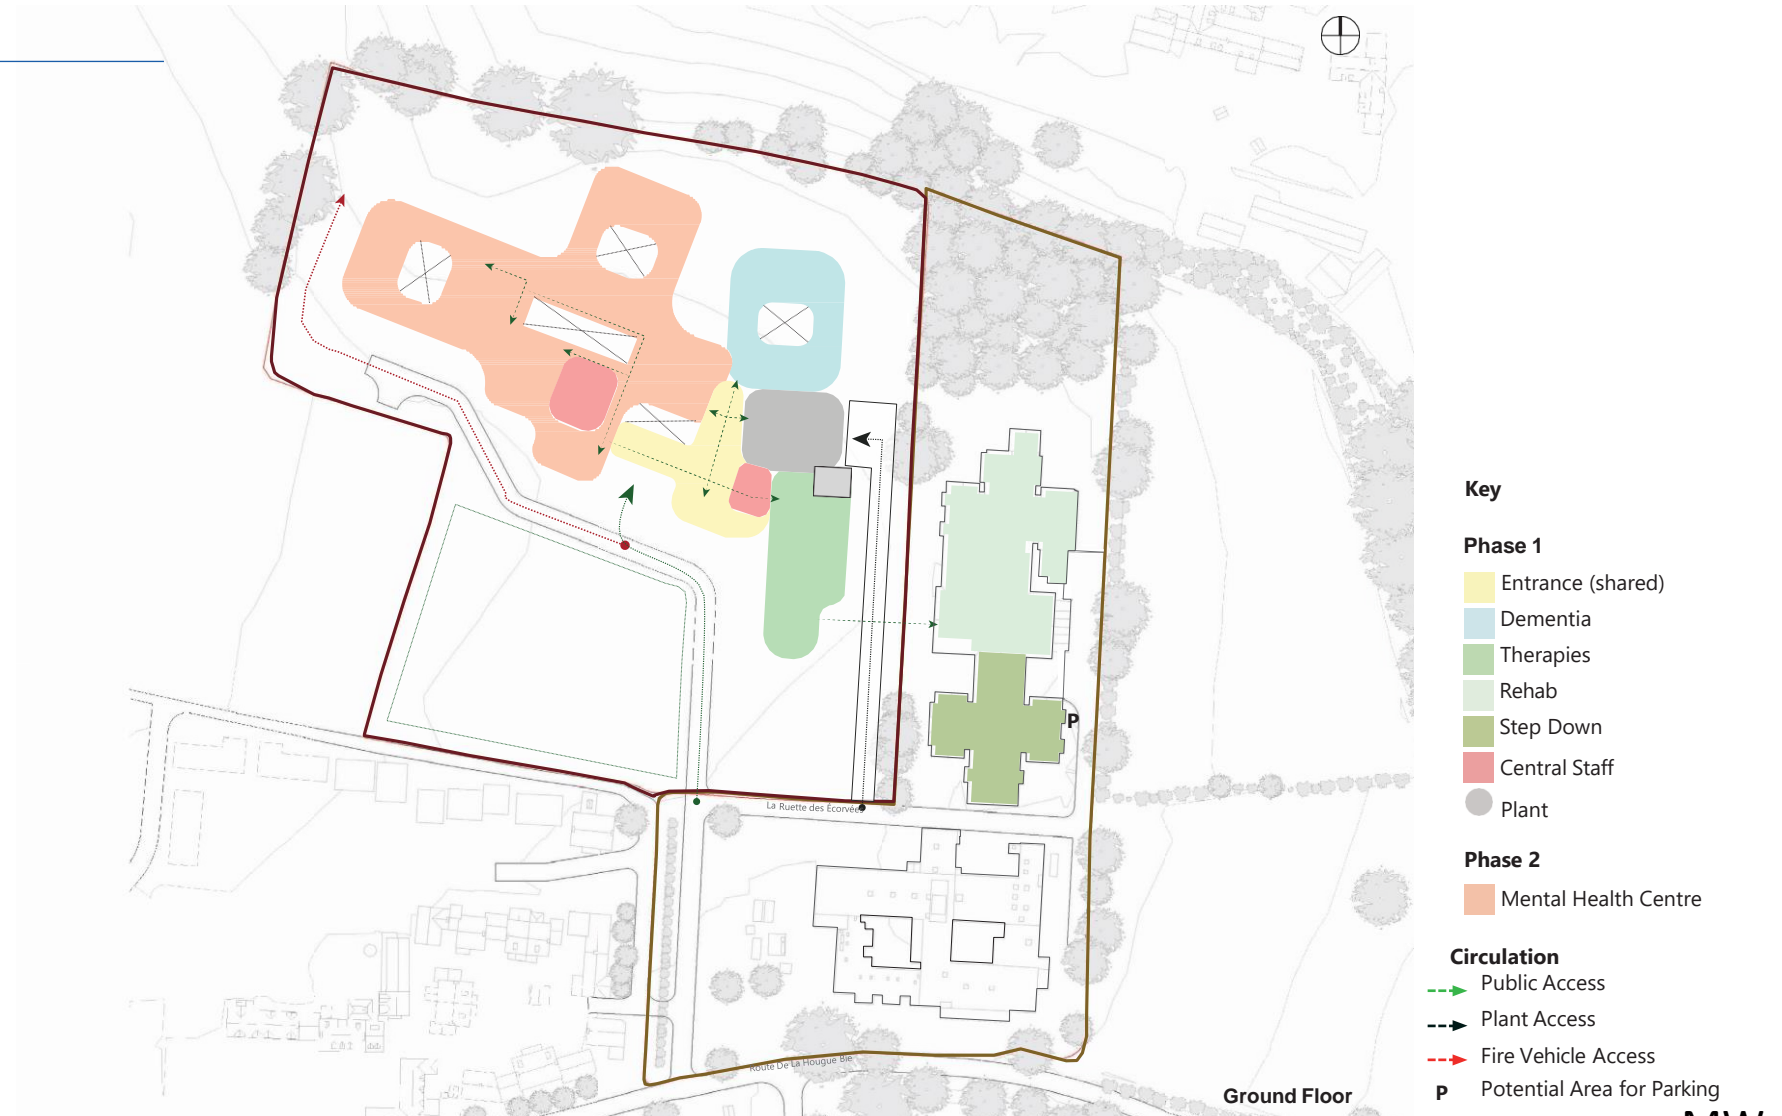 La Ruette des Écorvées
P
Route De La Hougue Bie
Key
Phase 1
Entrance (shared)
Dementia
Therapies
Rehab
Step Down
Central Staff
Plant
Phase 2
Mental Health Centre
Circulation
Public Access
Plant Access
Fire Vehicle Access
P Potential Area for Parking
Ground Floor